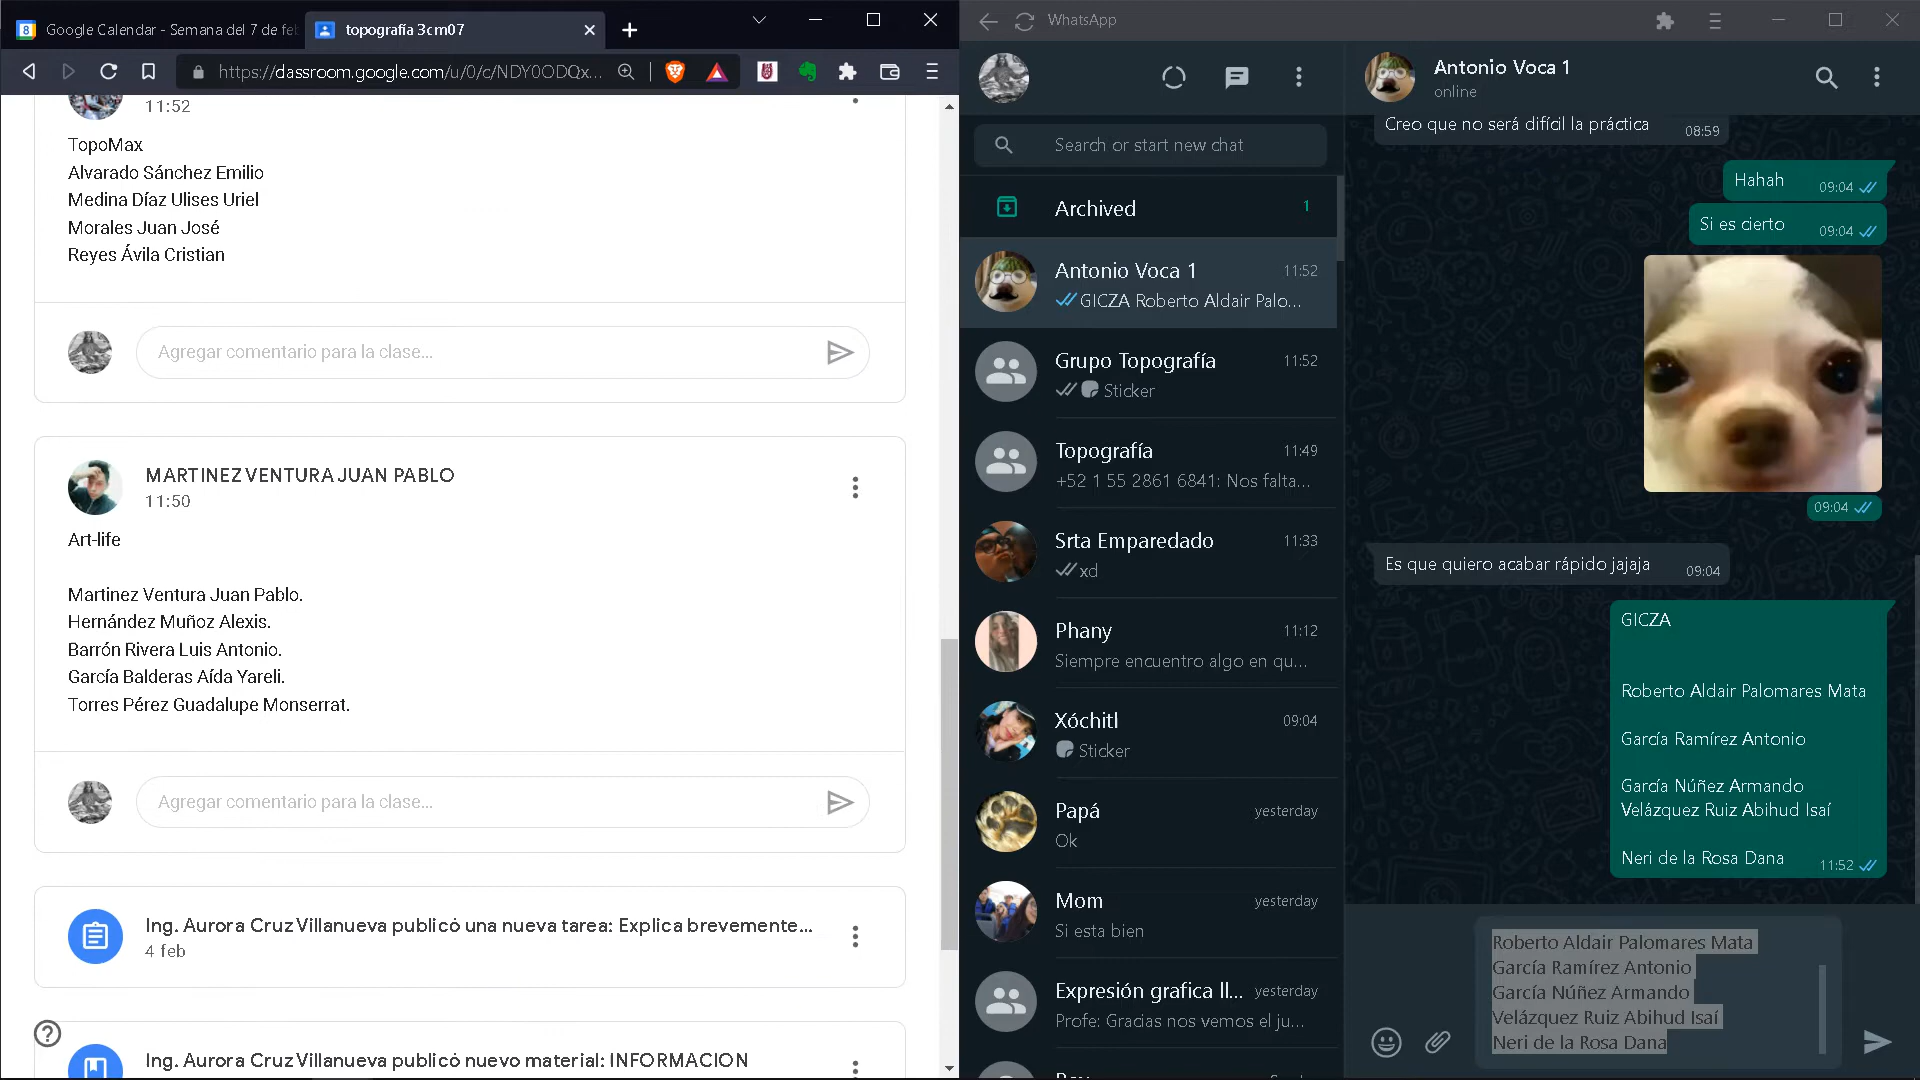 Google Calendar - Semana del 7 de fe
topografía 3cm07
https://classroom.google.com/u/0/c/NDY0ODQx...
11:52
TopoMax
Alvarado Sánchez Emilio
Medina Díaz Ulises Uriel
Morales Juan José
Reyes Ávila Cristian
Agregar comentario para la clase...
MARTINEZ VENTURA JUAN PABLO
11:50
Art-life
Martinez Ventura Juan Pablo.
Hernández Muñoz Alexis.
Barrón Rivera Luis Antonio.
García Balderas Aída Yareli.
Torres Pérez Guadalupe Monserrat.
Agregar comentario para la clase...
Ing. Aurora Cruz Villanueva publicó una nueva tarea: Explica brevemente...
4 feb
Ing. Aurora Cruz Villanueva publicó nuevo material: INFORMACION
WhatsApp
Search or start new chat
Archived 1
Antonio Voca 1 11:52
GICZA Roberto Aldair Palo...
Grupo Topografía 11:52
Sticker
Topografía 11:49
+52 1 55 2861 6841: Nos falta...
Srta Emparedado 11:33
xd
Phany 11:12
Siempre encuentro algo en qu...
Xóchitl 09:04
Sticker
Papá yesterday
Ok
Mom yesterday
Si esta bien
Expresión grafica ll... yesterday
Profe: Gracias nos vemos el ju...
Antonio Voca 1
online
Creo que no será difícil la práctica 08:59
Hahah 09:04
Si es cierto 09:04
09:04
Es que quiero acabar rápido jajaja 09:04
GICZA
Roberto Aldair Palomares Mata
García Ramírez Antonio
García Núñez Armando
Velázquez Ruiz Abihud Isaí
Neri de la Rosa Dana 11:52
Roberto Aldair Palomares Mata
García Ramírez Antonio
García Núñez Armando
Velázquez Ruiz Abihud Isaí
Neri de la Rosa Dana